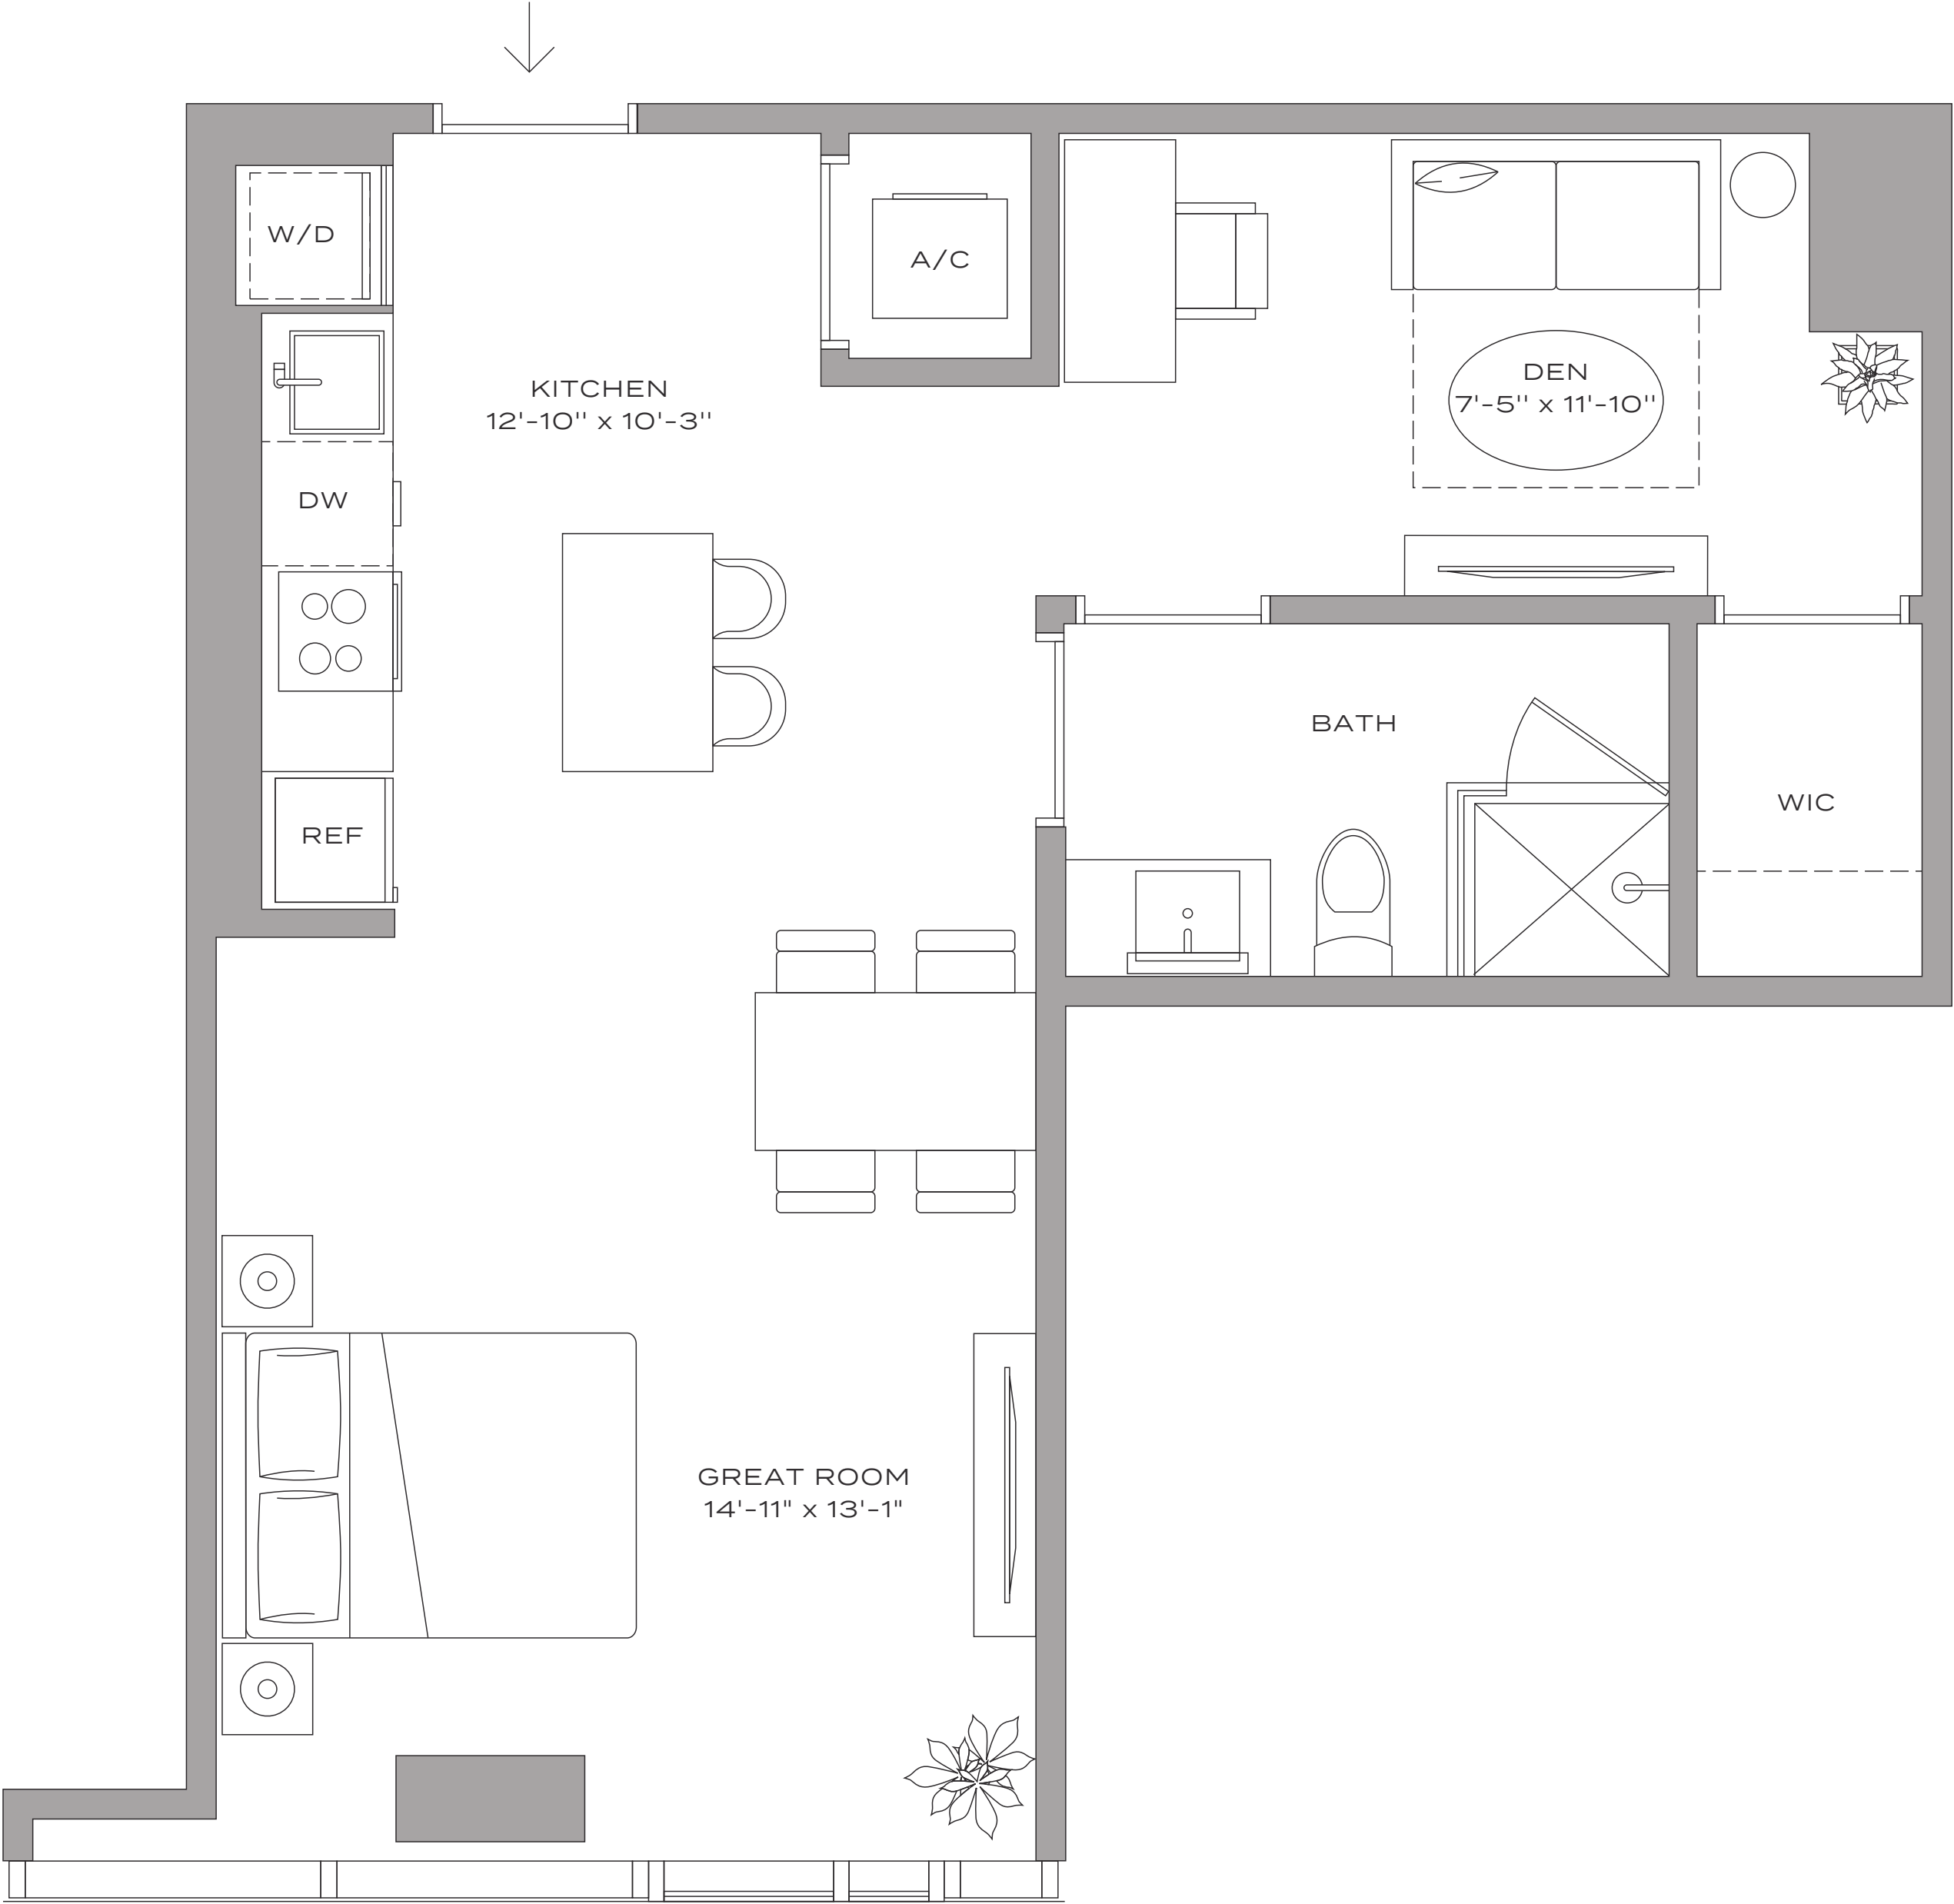 W/D
A/C
KITCHEN
12'-10" x 10'-3"
DEN
7'-5" x 11'-10"
DW
BATH
WIC
REF
GREAT ROOM
14'-11" x 13'-1"